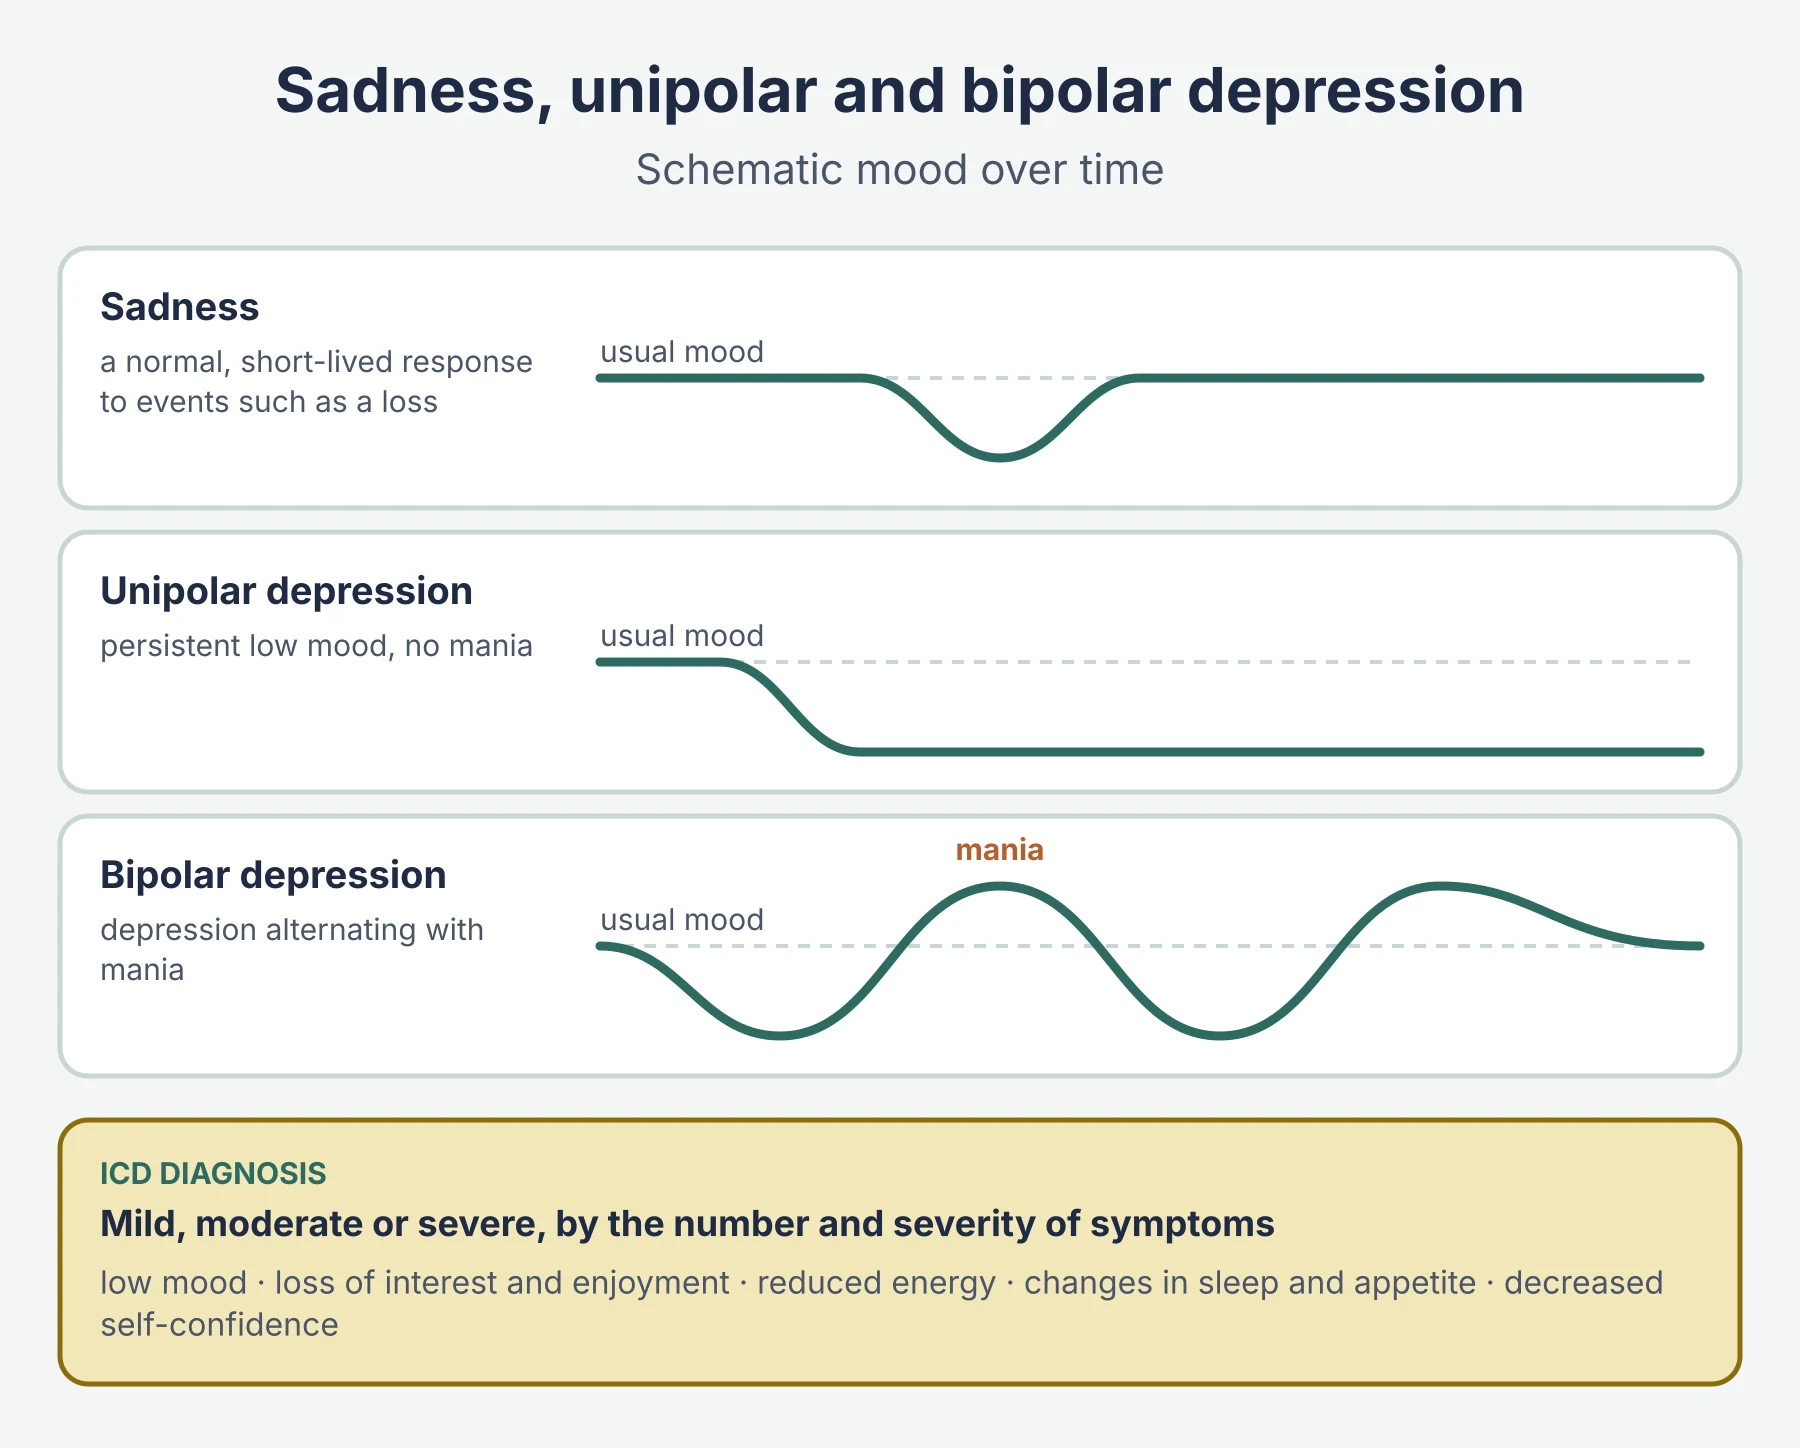 Sadness, unipolar and bipolar depression
Schematic mood over time
Sadness
a normal, short-lived response
to events such as a loss
usual mood
Unipolar depression
persistent low mood, no mania
usual mood
Bipolar depression
depression alternating with
mania
mania
usual mood
ICD DIAGNOSIS
Mild, moderate or severe, by the number and severity of symptoms
low mood · loss of interest and enjoyment · reduced energy · changes in sleep and appetite · decreased
self-confidence